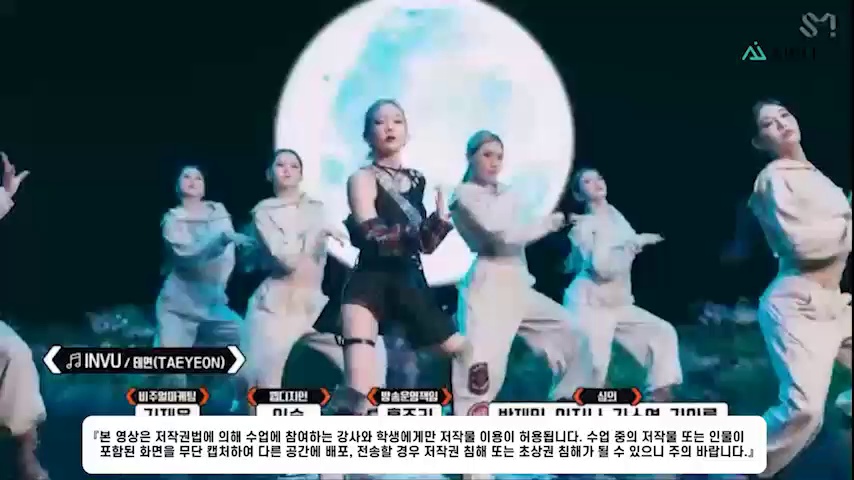 SM
INVU / 태연(TAEYEON)
비주얼마케팅
웹디자인
방송운영책임
심의
『본 영상은 저작권법에 의해 수업에 참여하는 강사와 학생에게만 저작물 이용이 허용됩니다. 수업 중의 저작물 또는 인물이
포함된 화면을 무단 캡처하여 다른 공간에 배포, 전송할 경우 저작권 침해 또는 초상권 침해가 될 수 있으니 주의 바랍니다.』